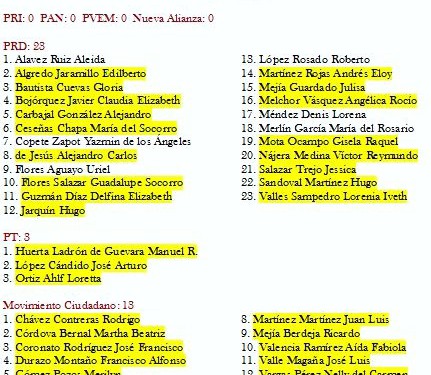 PRI: 0 PAN: 0 PVEM: 0 Nueva Alianza: 0
PRD: 23
1. Alavez Ruiz Aleida
2. Algredo Jaramillo Edilberto
3. Bautista Cuevas Gloria
4. Bojórquez Javier Claudia Elizabeth
5. Carbajal González Alejandro
6. Ceseñas Chapa María del Socorro
7. Copete Zapot Yazmin de los Ángeles
8. de Jesús Alejandro Carlos
9. Flores Aguayo Uriel
10. Flores Salazar Guadalupe Socorro
11. Guzmán Díaz Delfina Elizabeth
12. Jarquín Hugo
13. López Rosado Roberto
14. Martínez Rojas Andrés Eloy
15. Mejía Guardado Julisa
16. Melchor Vásquez Angélica Rocío
17. Méndez Denis Lorena
18. Merlín García María del Rosario
19. Mota Ocampo Gisela Raquel
20. Nájera Medina Víctor Reymundo
21. Salazar Trejo Jessica
22. Sandoval Martínez Hugo
23. Valles Sampedro Lorenia Iveth
PT: 3
1. Huerta Ladrón de Guevara Manuel R.
2. López Cándido José Arturo
3. Ortiz Ahlf Loretta
Movimiento Ciudadano: 13
1. Chávez Contreras Rodrigo
2. Córdova Bernal Martha Beatriz
3. Coronato Rodríguez José Francisco
4. Durazo Montaño Francisco Alfonso
5. Gómez Pozos Merilyn
8. Martínez Martínez Juan Luis
9. Mejía Berdeja Ricardo
10. Valencia Ramírez Aída Fabiola
11. Valle Magaña José Luis
12. Vargas Pérez Nelly del Carmen